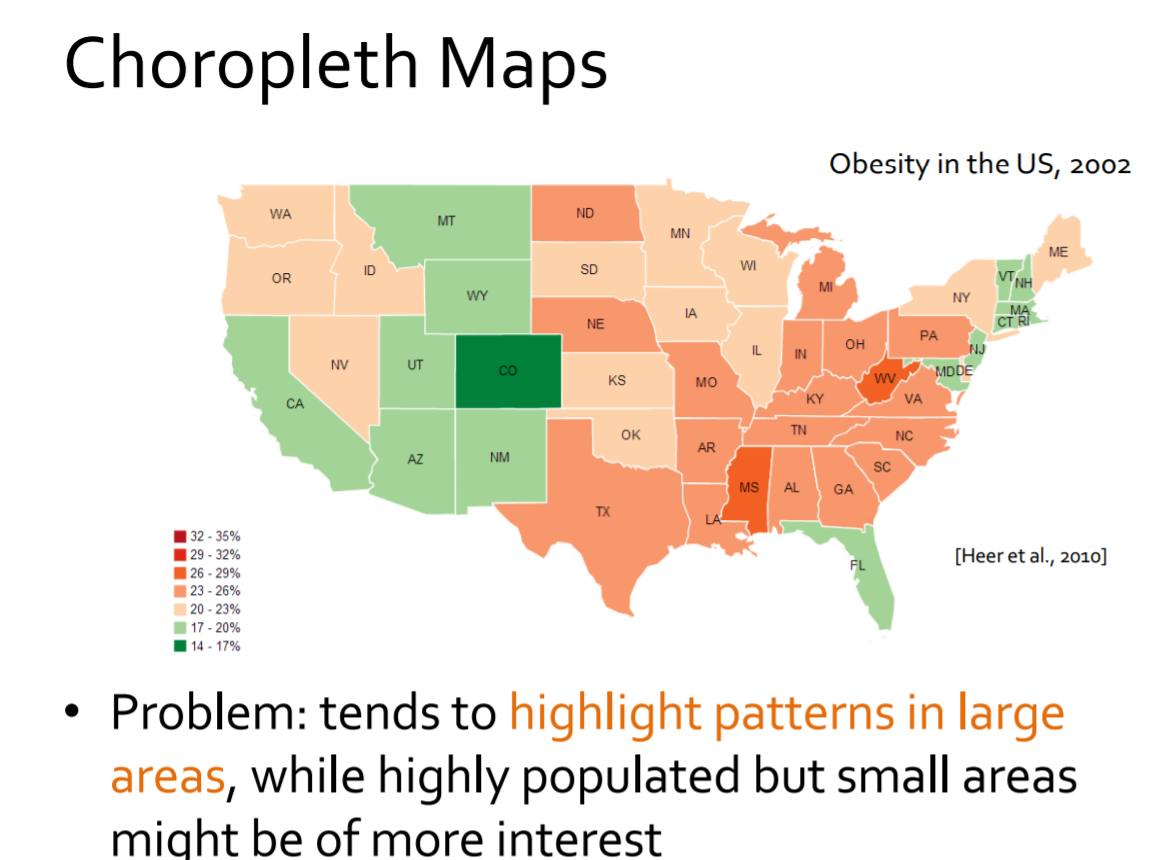 Choropleth Maps
Obesity in the US, 2002
WA
MT
ND
MN
OR
ID
SD
WI
ME
VT
NH
WY
MI
NY
MA
CT RI
NE
IA
PA
NJ
NV
UT
CO
IL
IN
OH
MD DE
KS
MO
WV
VA
CA
KY
AZ
NM
OK
AR
TN
NC
SC
MS
AL
GA
TX
LA
FL
32 - 35%
29 - 32%
26 - 29%
23 - 26%
20 - 23%
17 - 20%
14 - 17%
[Heer et al., 2010]
• Problem: tends to highlight patterns in large
areas, while highly populated but small areas
might be of more interest